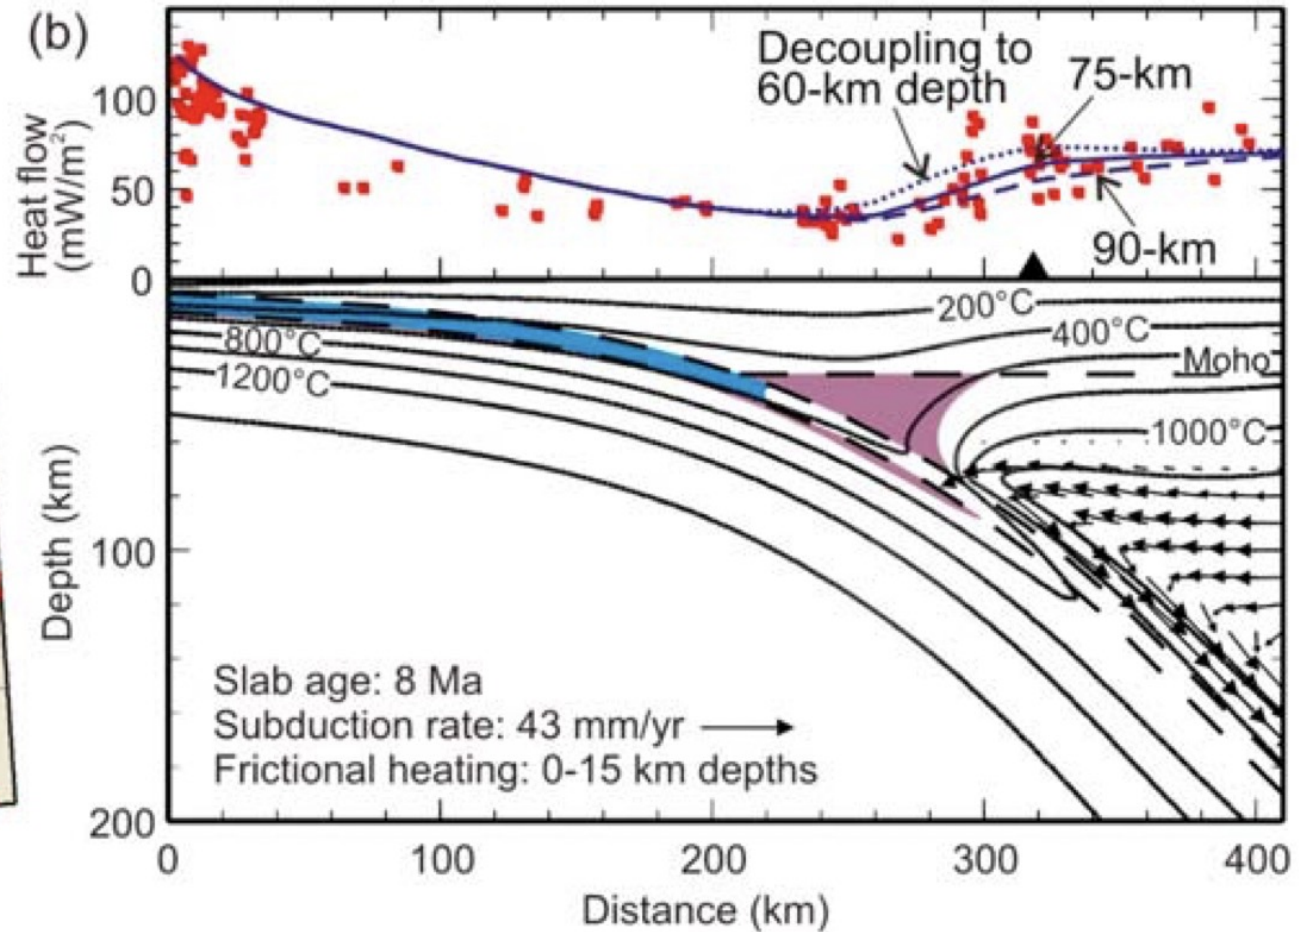 (b)
Heat flow
(mW/m²)
100
50
0
Decoupling to
60-km depth
75-km
90-km
200°C
400°C
Moho
800°C
1200°C
1000°C
Depth (km)
100
200
Slab age: 8 Ma
Subduction rate: 43 mm/yr
Frictional heating: 0-15 km depths
0
100
200
300
400
Distance (km)